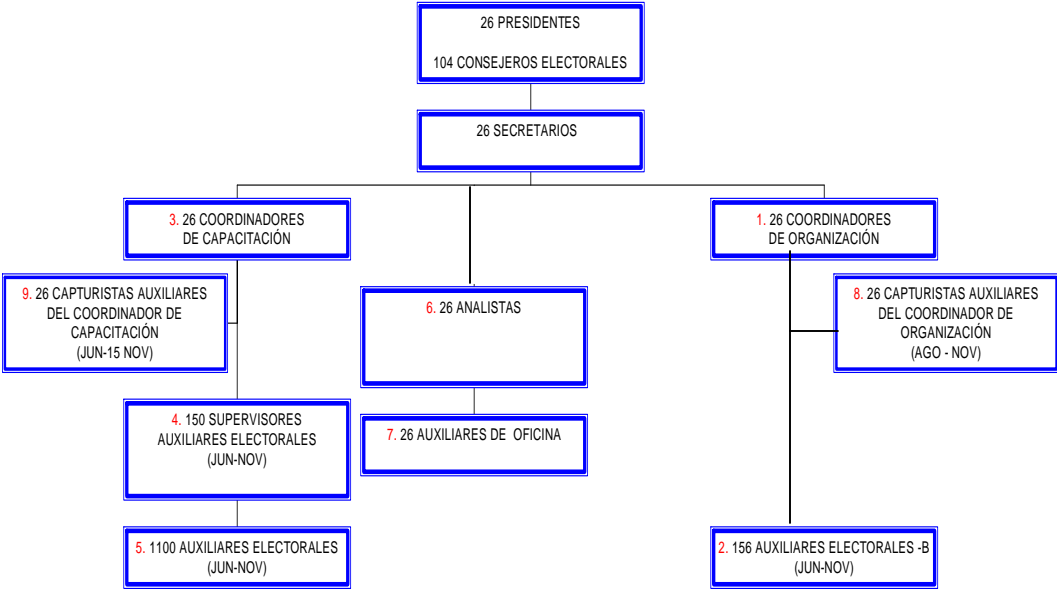 26 PRESIDENTES
104 CONSEJEROS ELECTORALES
26 SECRETARIOS
3. 26 COORDINADORES
DE CAPACITACIÓN
1. 26 COORDINADORES
DE ORGANIZACIÓN
9. 26 CAPTURISTAS AUXILIARES
DEL COORDINADOR DE
CAPACITACIÓN
(JUN-15 NOV)
6. 26 ANALISTAS
8. 26 CAPTURISTAS AUXILIARES
DEL COORDINADOR DE
ORGANIZACIÓN
(AGO - NOV)
4. 150 SUPERVISORES
AUXILIARES ELECTORALES
(JUN-NOV)
7. 26 AUXILIARES DE OFICINA
5. 1100 AUXILIARES ELECTORALES
(JUN-NOV)
2. 156 AUXILIARES ELECTORALES -B
(JUN-NOV)